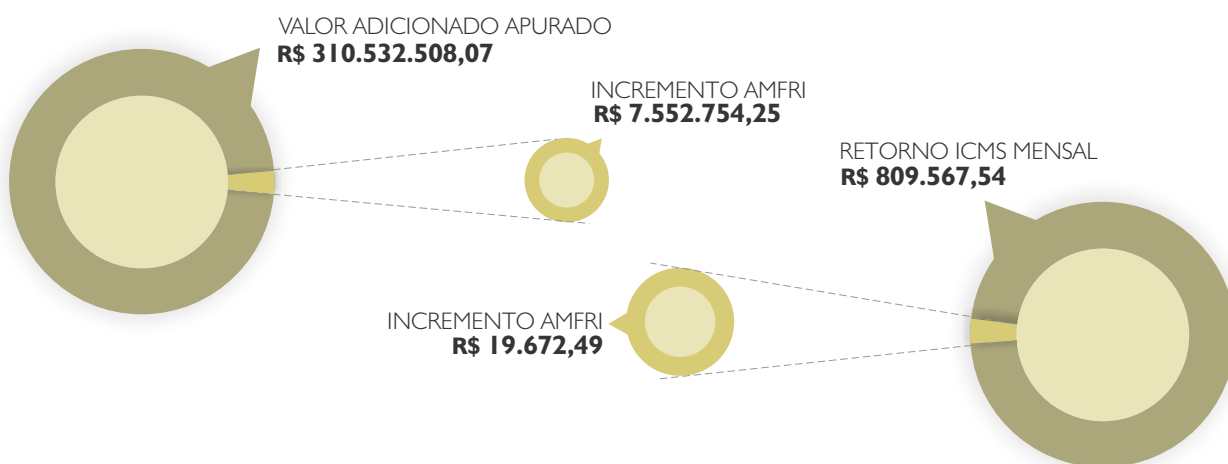 VALOR ADICIONADO APURADO
R$ 310.532.508,07
INCREMENTO AMFRI
R$ 7.552.754,25
RETORNO ICMS MENSAL
R$ 809.567,54
INCREMENTO AMFRI
R$ 19.672,49